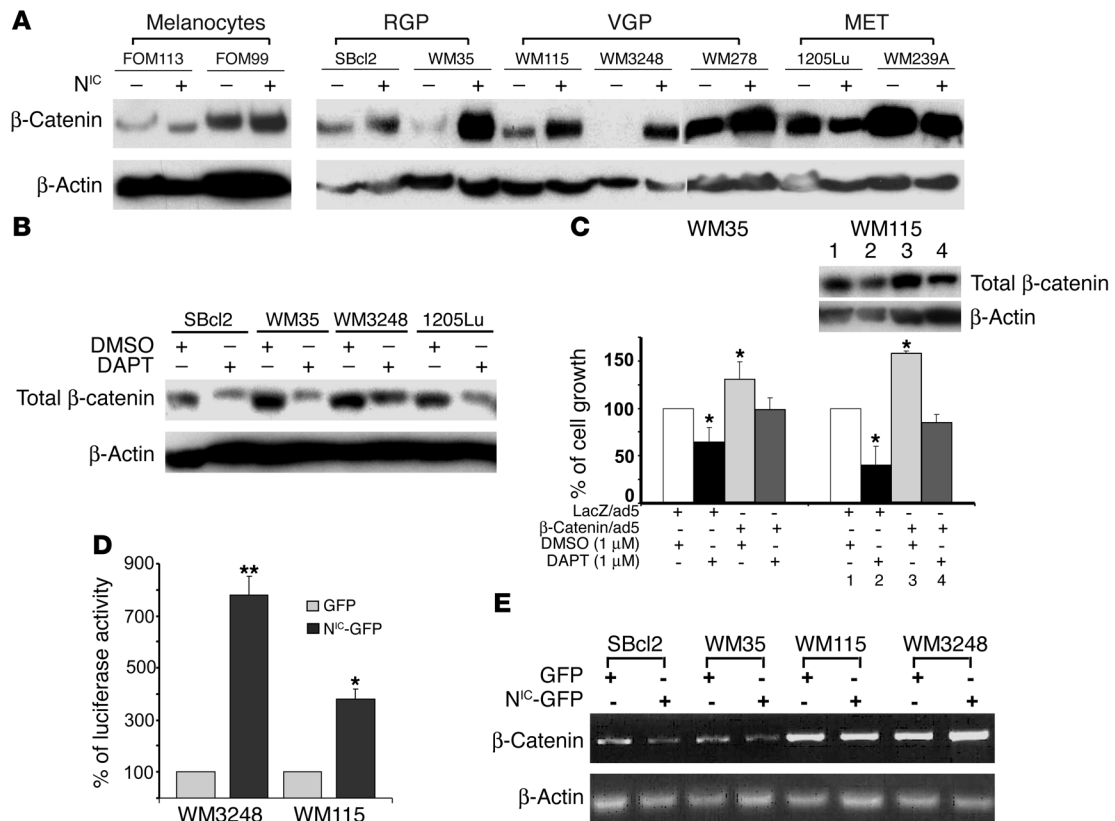 A
Melanocytes RGP VGP MET
FOM113 FOM99 SBcl2 WM35 WM115 WM3248 WM278 1205Lu WM239A
N^IC – + – + – + – + – + – + – + – + – +
β-Catenin
β-Actin
B
SBcl2 WM35 WM3248 1205Lu
DMSO + – + – + – + –
DAPT – + – + – + – +
Total β-catenin
β-Actin
C
WM35 WM115
1 2 3 4
Total β-catenin
β-Actin
% of cell growth
150
100
50
0
* * * *
LacZ/ad5 + + - - + + - -
β-Catenin/ad5 - - + + - - + +
DMSO (1 μM) + - + - + - + -
DAPT (1 μM) - + - + - + - +
1 2 3 4
D
% of luciferase activity
900
700
500
300
100
** *
GFP
N^IC-GFP
WM3248 WM115
E
SBcl2 WM35 WM115 WM3248
GFP + - + - + - + -
N^IC-GFP - + - + - + - +
β-Catenin
β-Actin